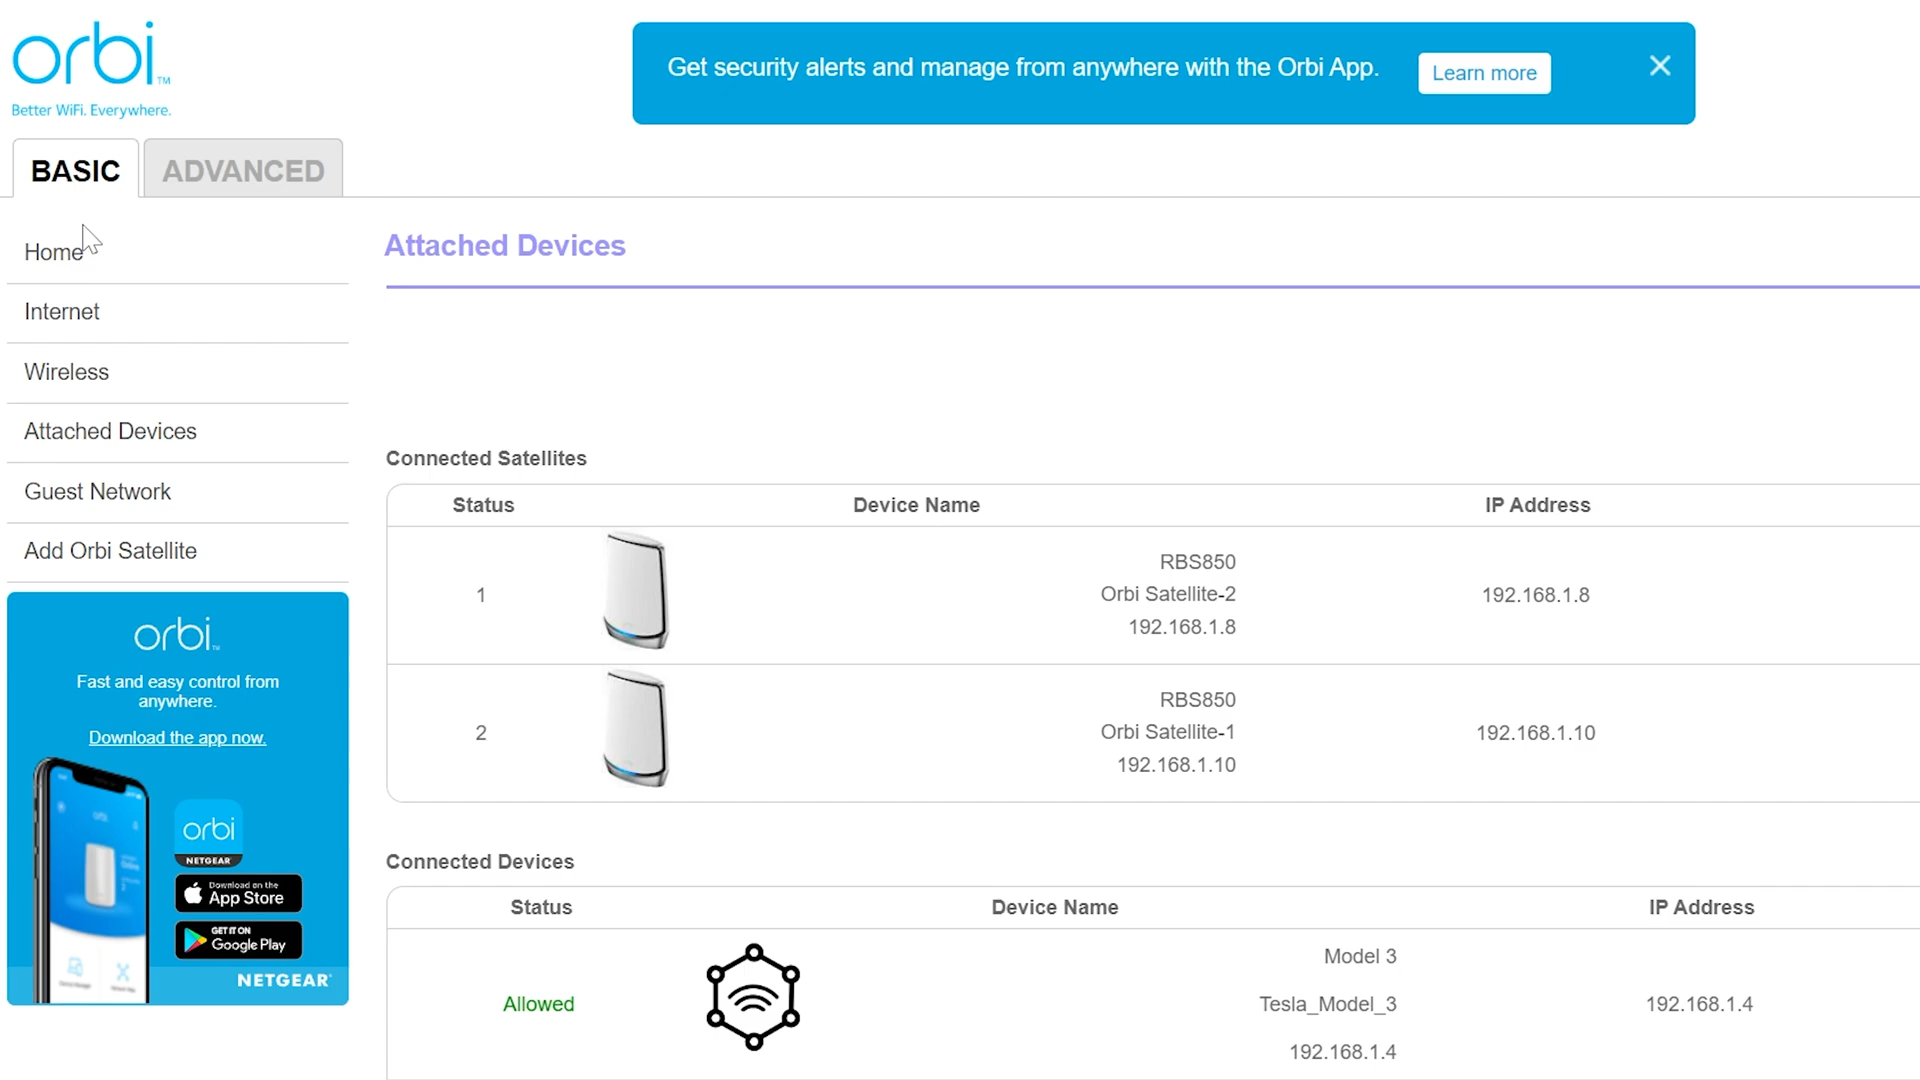 orbi™
Better WiFi. Everywhere.
Get security alerts and manage from anywhere with the Orbi App.
Learn more
BASIC
ADVANCED
Home
Internet
Wireless
Attached Devices
Guest Network
Add Orbi Satellite
orbi™
Fast and easy control from
anywhere.
Download the app now.
orbi
NETGEAR
Download on the
App Store
GET IT ON
Google Play
NETGEAR®
Attached Devices
Connected Satellites
Status Device Name IP Address
RBS850
1 Orbi Satellite-2 192.168.1.8
192.168.1.8
RBS850
2 Orbi Satellite-1 192.168.1.10
192.168.1.10
Connected Devices
Status Device Name IP Address
Model 3
Allowed Tesla_Model_3 192.168.1.4
192.168.1.4